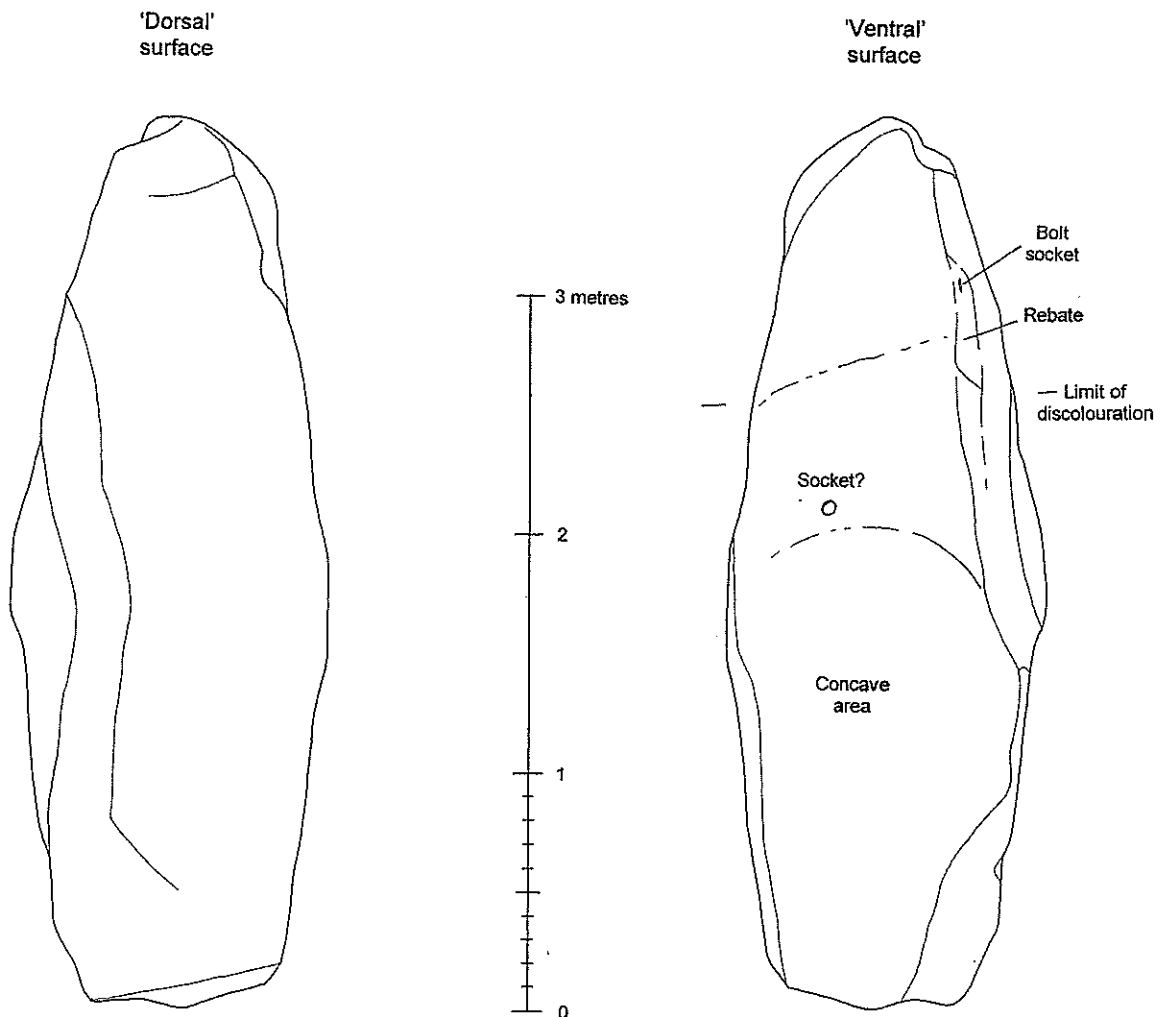 'Dorsal'
surface
'Ventral'
surface
Bolt
socket
3 metres
Rebate
— Limit of
discolouration
Socket?
2
Concave
area
1
0